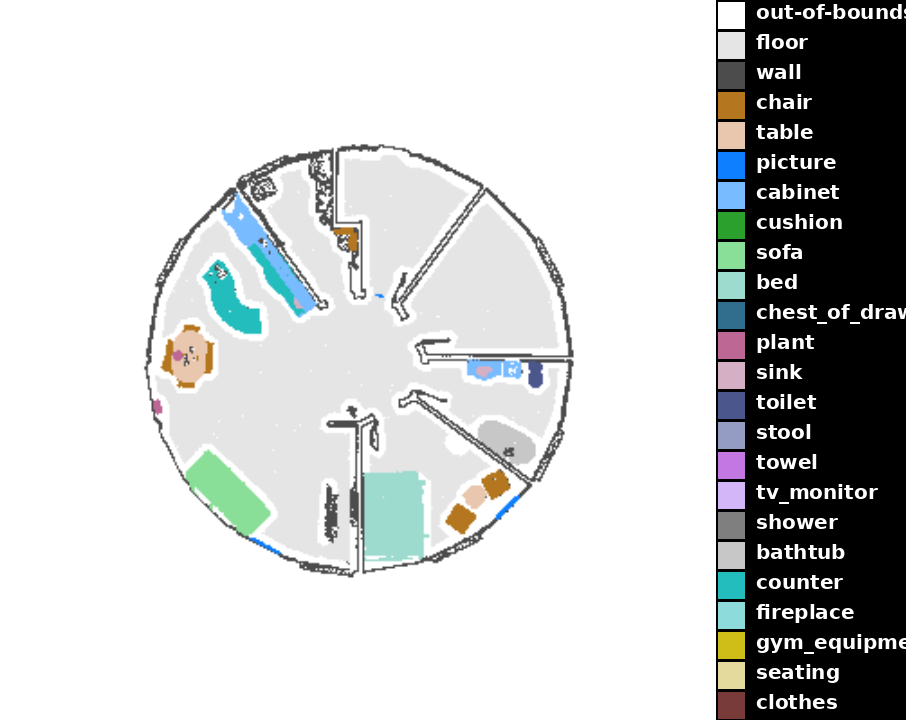 out-of-bounds
floor
wall
chair
table
picture
cabinet
cushion
sofa
bed
chest_of_draw
plant
sink
toilet
stool
towel
tv_monitor
shower
bathtub
counter
fireplace
gym_equipme
seating
clothes